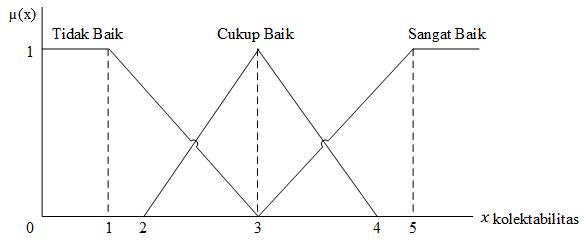 μ(x)
Tidak Baik Cukup Baik Sangat Baik
1
0 1 2 3 4 5 x kolektabilitas